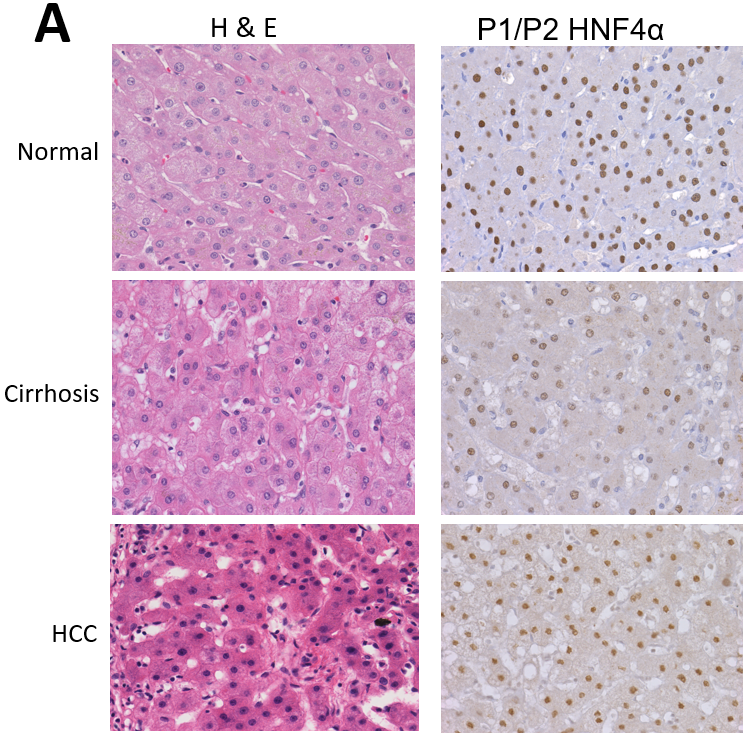 A
H & E
P1/P2 HNF4α
Normal
Cirrhosis
HCC